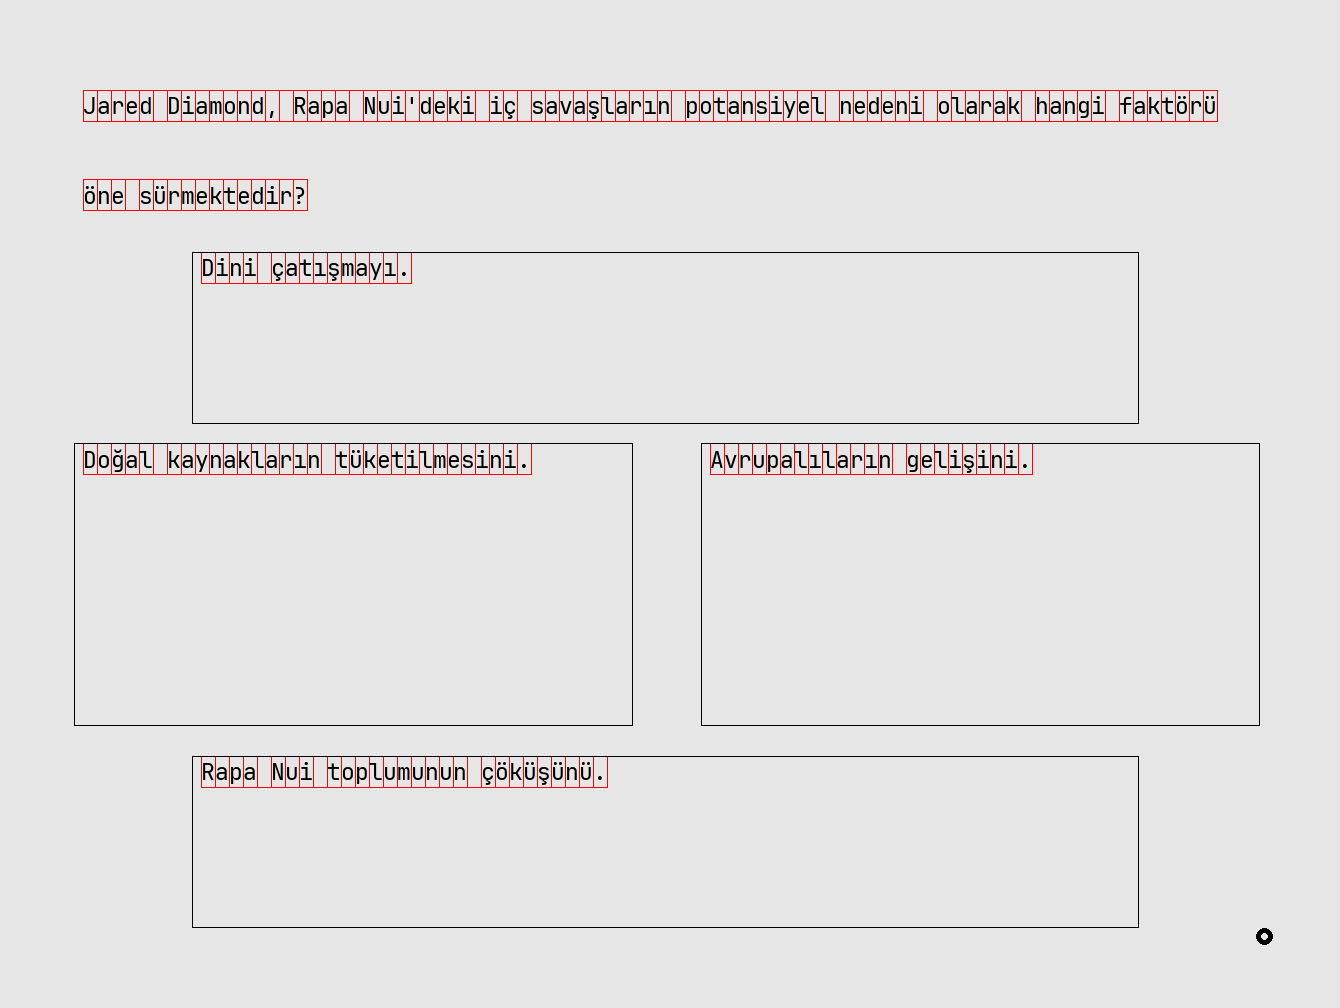 Jared Diamond, Rapa Nui'deki iç savaşların potansiyel nedeni olarak hangi faktörü
öne sürmektedir?
Dini çatışmayı.
Doğal kaynakların tüketilmesini.
Avrupalıların gelişini.
Rapa Nui toplumunun çöküşünü.